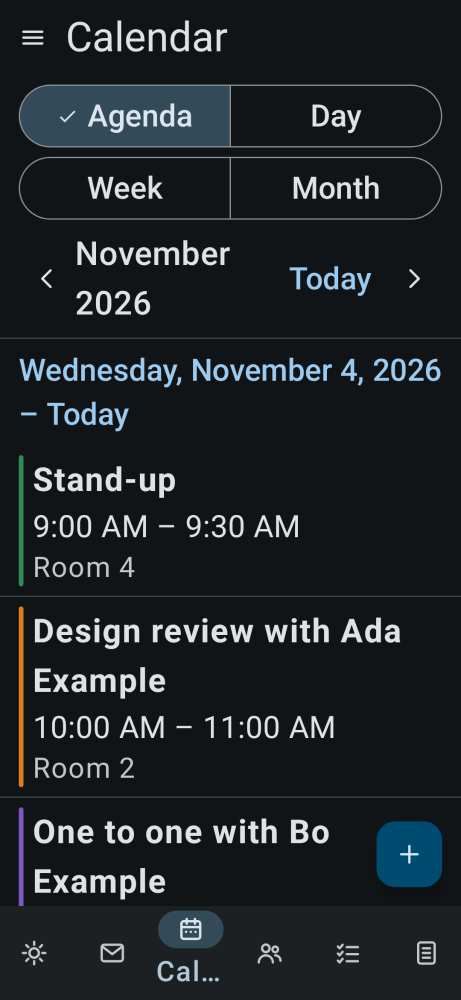 Calendar
Agenda
Day
Week
Month
November
2026
Today
Wednesday, November 4, 2026
– Today
Stand-up
9:00 AM – 9:30 AM
Room 4
Design review with Ada
Example
10:00 AM – 11:00 AM
Room 2
One to one with Bo
Example
Cal...